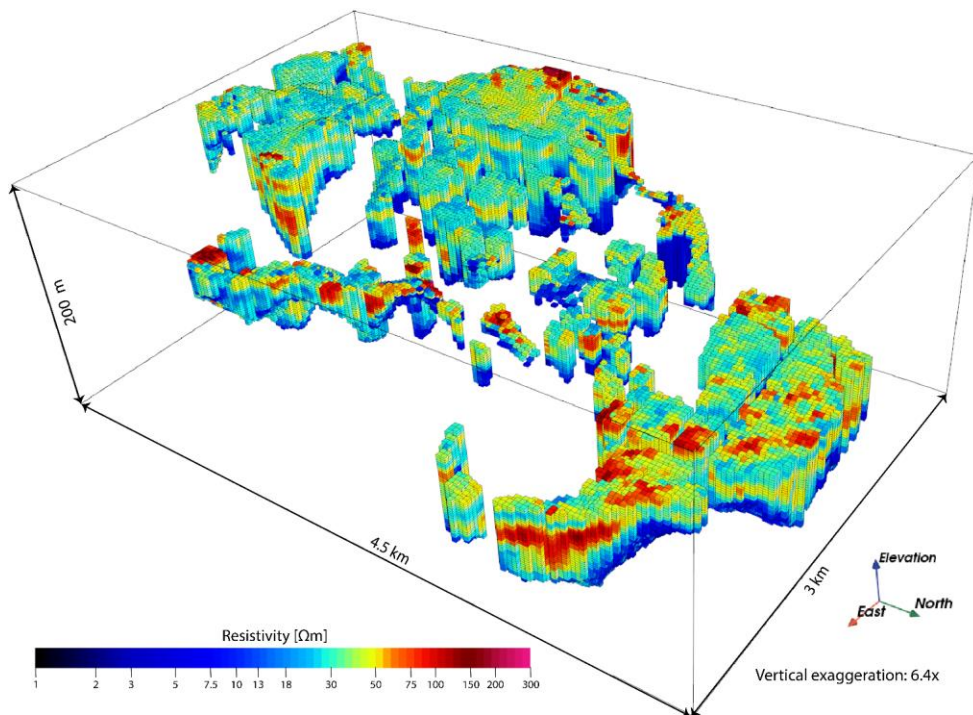 200 m
4.5 km
3 km
Elevation
North
East
Resistivity [Ωm]
1 2 3 5 7.5 10 13 18 30 50 75 100 150 200 300
Vertical exaggeration: 6.4x